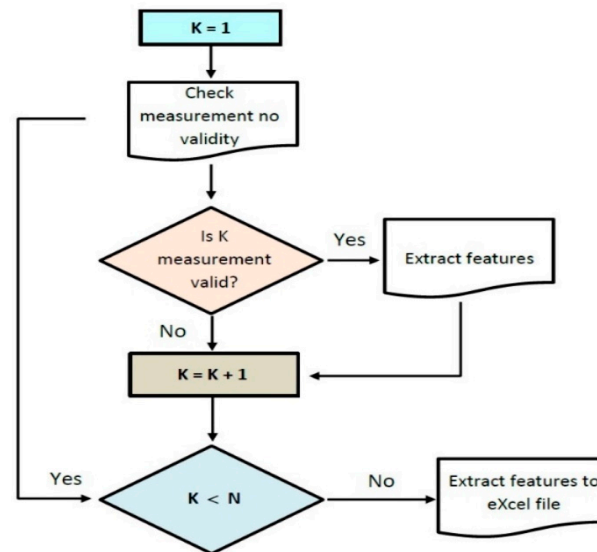 K = 1
Check
measurement no
validity
Is K
measurement
valid?
Yes
Extract features
No
K = K + 1
Yes
K < N
No
Extract features to
eXcel file